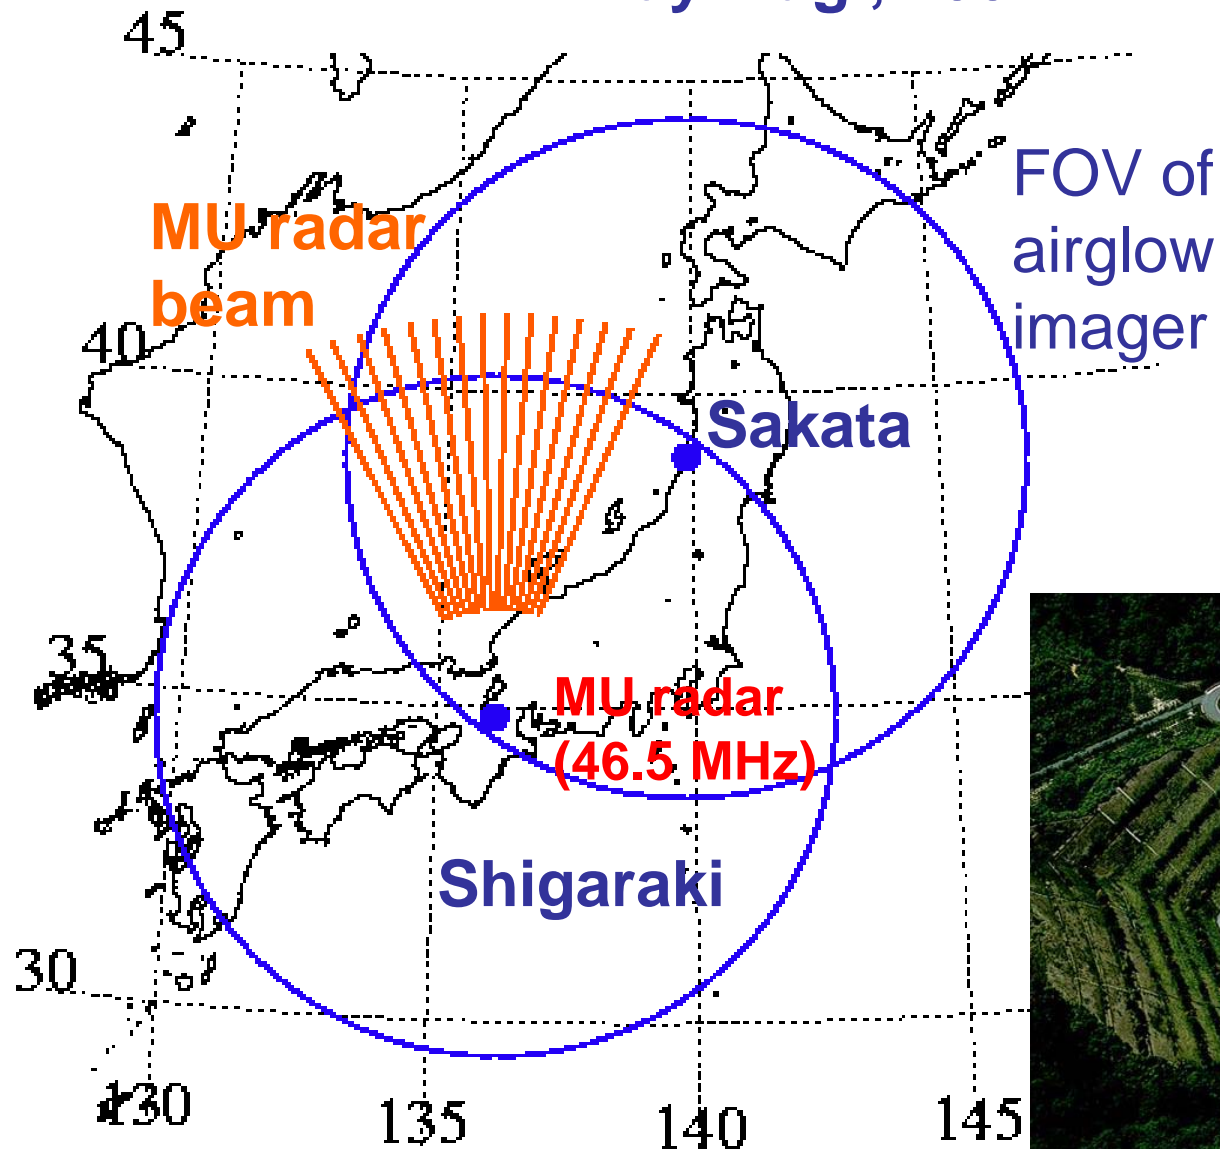 45
FOV of
airglow
imager
MU radar
beam
40
Sakata
35
MU radar
(46.5 MHz)
Shigaraki
30
130
135
140
145